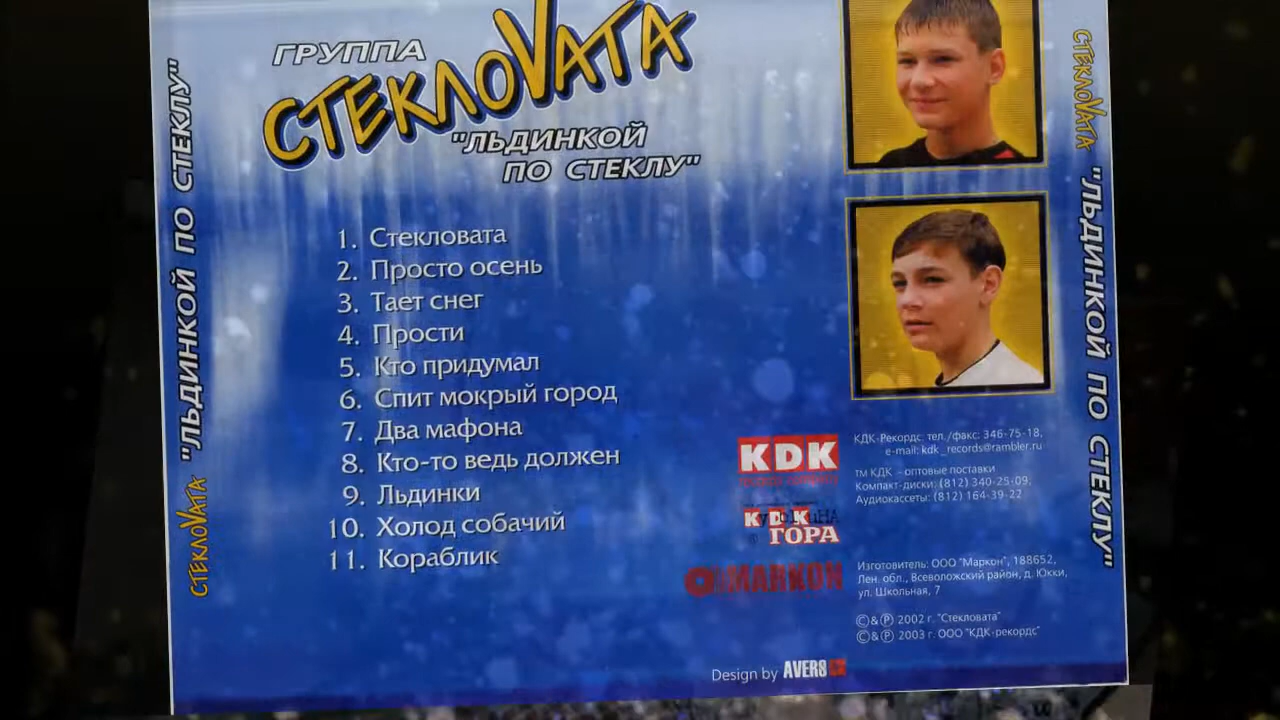 ГРУППА
СТЕКЛОVАТА
"ЛЬДИНКОЙ
ПО СТЕКЛУ"
1. Стекловата
2. Просто осень
3. Тает снег
4. Прости
5. Кто придумал
6. Спит мокрый город
7. Два мафона
8. Кто-то ведь должен
9. Льдинки
10. Холод собачий
11. Кораблик
СТЕКЛОVАТА "ЛЬДИНКОЙ ПО СТЕКЛУ"
СТЕКЛОVАТА "ЛЬДИНКОЙ ПО СТЕКЛУ"
KDK
KDK
ГОРА
МАRКОН
КДК-Рекордс: тел./факс: 346-75-18,
e-mail: kdk_records@rambler.ru
тм КДК - оптовые поставки
Компакт-диски: (812) 340-25-09,
Аудиокассеты: (812) 164-39-22
Изготовитель: ООО "Маркон", 188652,
Лен. обл., Всеволожский район, д. Юкки,
ул. Школьная, 7
©&℗ 2002 г. "Стекловата"
©&℗ 2003 г. ООО "КДК-рекордс"
Design by AVERS